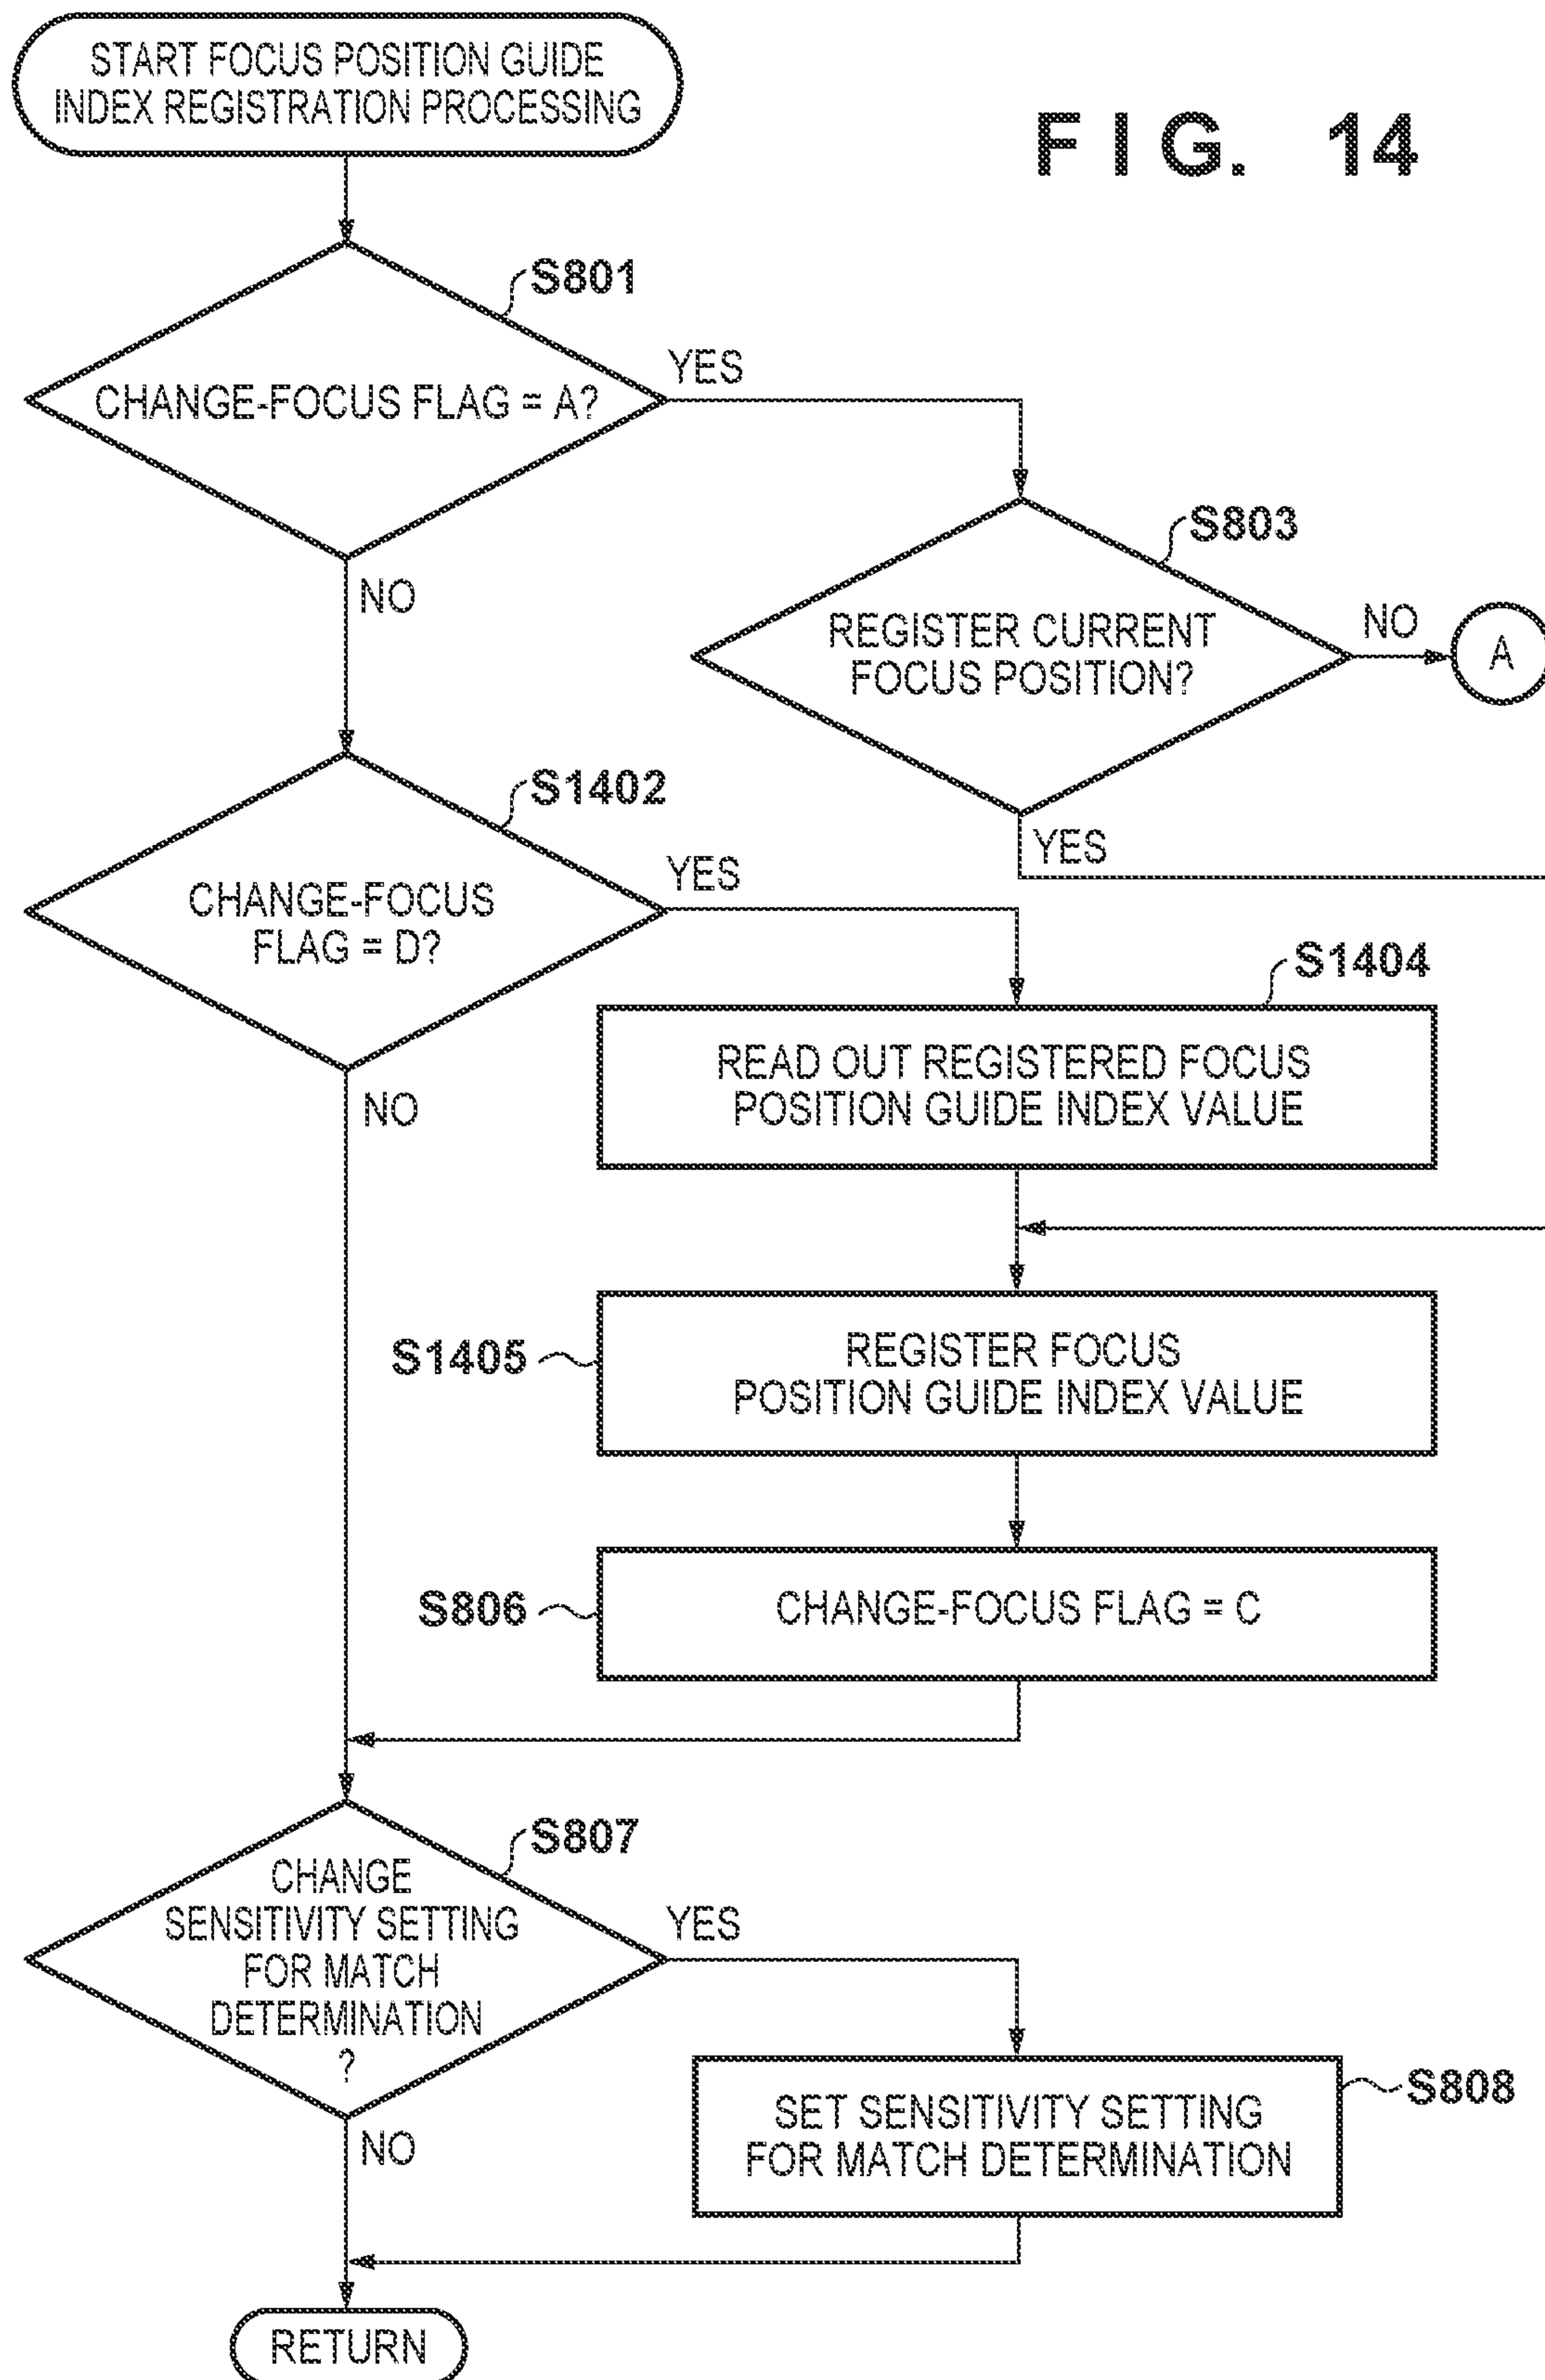 START FOCUS POSITION GUIDE
INDEX REGISTRATION PROCESSING
FIG. 14
S801
CHANGE-FOCUS FLAG = A?
YES
NO
S803
REGISTER CURRENT
FOCUS POSITION?
NO
A
YES
S1402
CHANGE-FOCUS
FLAG = D?
YES
NO
S1404
READ OUT REGISTERED FOCUS
POSITION GUIDE INDEX VALUE
S1405
REGISTER FOCUS
POSITION GUIDE INDEX VALUE
S806
CHANGE-FOCUS FLAG = C
S807
CHANGE
SENSITIVITY SETTING
FOR MATCH
DETERMINATION
?
YES
NO
S808
SET SENSITIVITY SETTING
FOR MATCH DETERMINATION
RETURN